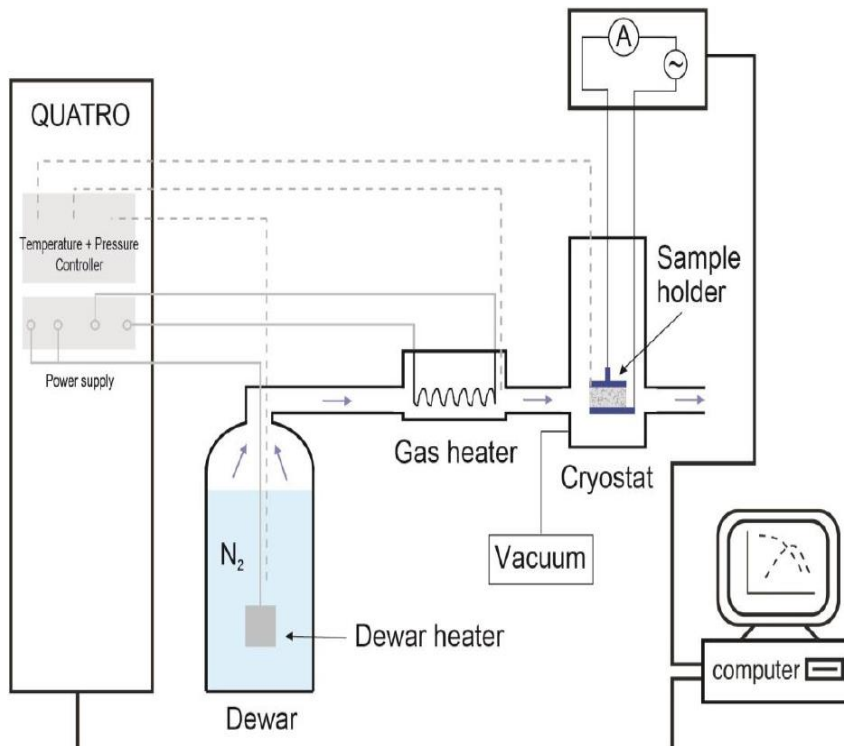 A
QUATRO
Temperature + Pressure
Controller
Power supply
Sample
holder
Gas heater
Cryostat
Vacuum
N₂
Dewar heater
Dewar
computer